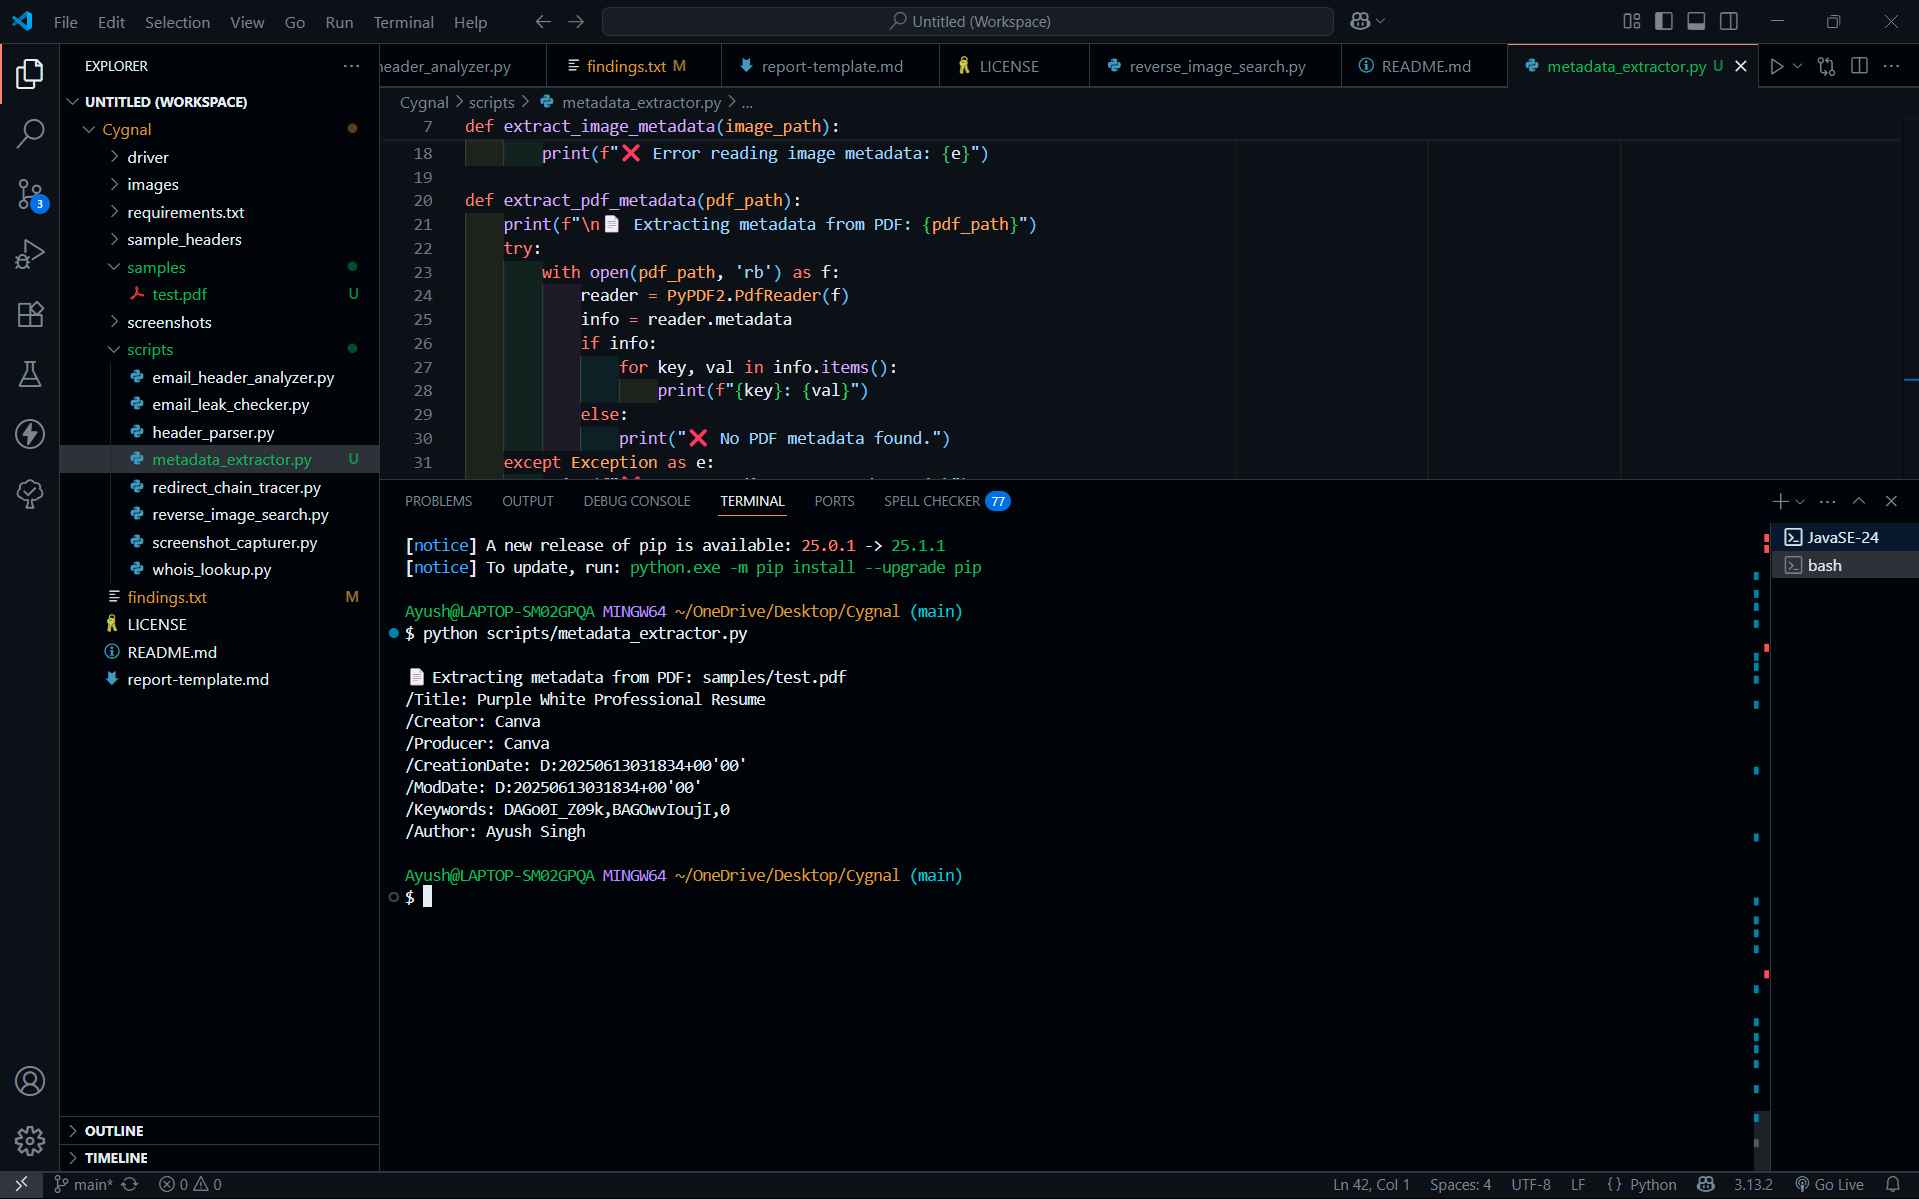 File Edit Selection View Go Run Terminal Help
Untitled (Workspace)
EXPLORER
UNTITLED (WORKSPACE)
Cygnal
driver
images
requirements.txt
sample_headers
samples
test.pdf U
screenshots
scripts
email_header_analyzer.py
email_leak_checker.py
header_parser.py
metadata_extractor.py U
redirect_chain_tracer.py
reverse_image_search.py
screenshot_capturer.py
whois_lookup.py
findings.txt M
LICENSE
README.md
report-template.md
OUTLINE
TIMELINE
3
header_analyzer.py findings.txt M report-template.md LICENSE reverse_image_search.py README.md metadata_extractor.py U
Cygnal > scripts > metadata_extractor.py > ...
7 def extract_image_metadata(image_path):
18 print(f"❌ Error reading image metadata: {e}")
19
20 def extract_pdf_metadata(pdf_path):
21 print(f"\n📄 Extracting metadata from PDF: {pdf_path}")
22 try:
23 with open(pdf_path, 'rb') as f:
24 reader = PyPDF2.PdfReader(f)
25 info = reader.metadata
26 if info:
27 for key, val in info.items():
28 print(f"{key}: {val}")
29 else:
30 print("❌ No PDF metadata found.")
31 except Exception as e:
PROBLEMS OUTPUT DEBUG CONSOLE TERMINAL PORTS SPELL CHECKER 77
[notice] A new release of pip is available: 25.0.1 -> 25.1.1
[notice] To update, run: python.exe -m pip install --upgrade pip
Ayush@LAPTOP-SM02GPQA MINGW64 ~/OneDrive/Desktop/Cygnal (main)
$ python scripts/metadata_extractor.py
📄 Extracting metadata from PDF: samples/test.pdf
/Title: Purple White Professional Resume
/Creator: Canva
/Producer: Canva
/CreationDate: D:20250613031834+00'00'
/ModDate: D:20250613031834+00'00'
/Keywords: DAGo0I_Z09k,BAGOwvIoujI,0
/Author: Ayush Singh
Ayush@LAPTOP-SM02GPQA MINGW64 ~/OneDrive/Desktop/Cygnal (main)
$
JavaSE-24
bash
main* 0 0
Ln 42, Col 1 Spaces: 4 UTF-8 LF {} Python 3.13.2 Go Live